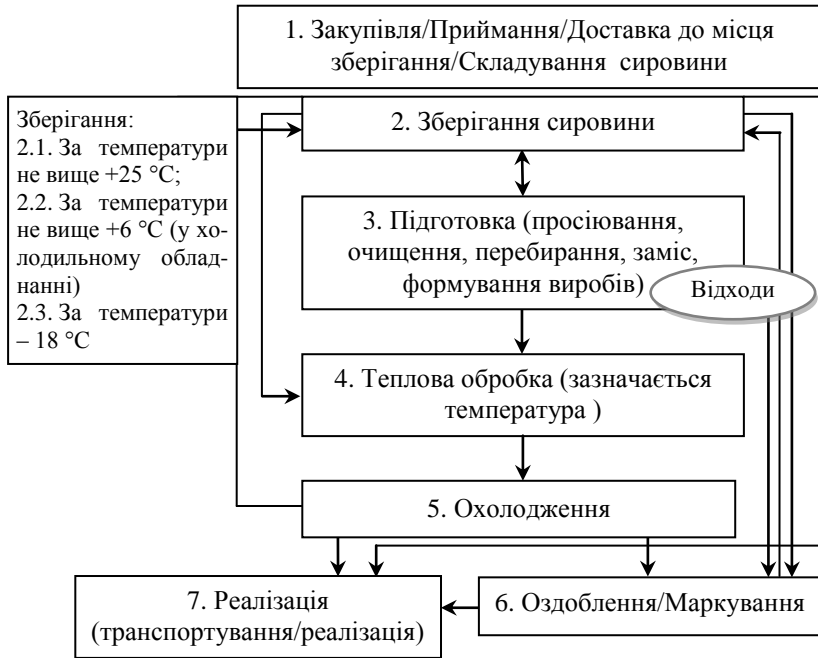 1. Закупівля/Приймання/Доставка до місця
зберігання/Складування сировини
Зберігання:
2.1. За температури
не вище +25 °C;
2.2. За температури
не вище +6 °C (у хо-
лодильному облад-
нанні)
2.3. За температури
– 18 °C
2. Зберігання сировини
3. Підготовка (просіювання,
очищення, перебирання, заміс,
формування виробів)
Відходи
4. Теплова обробка (зазначається
температура )
5. Охолодження
7. Реалізація
(транспортування/реалізація)
6. Оздоблення/Маркування